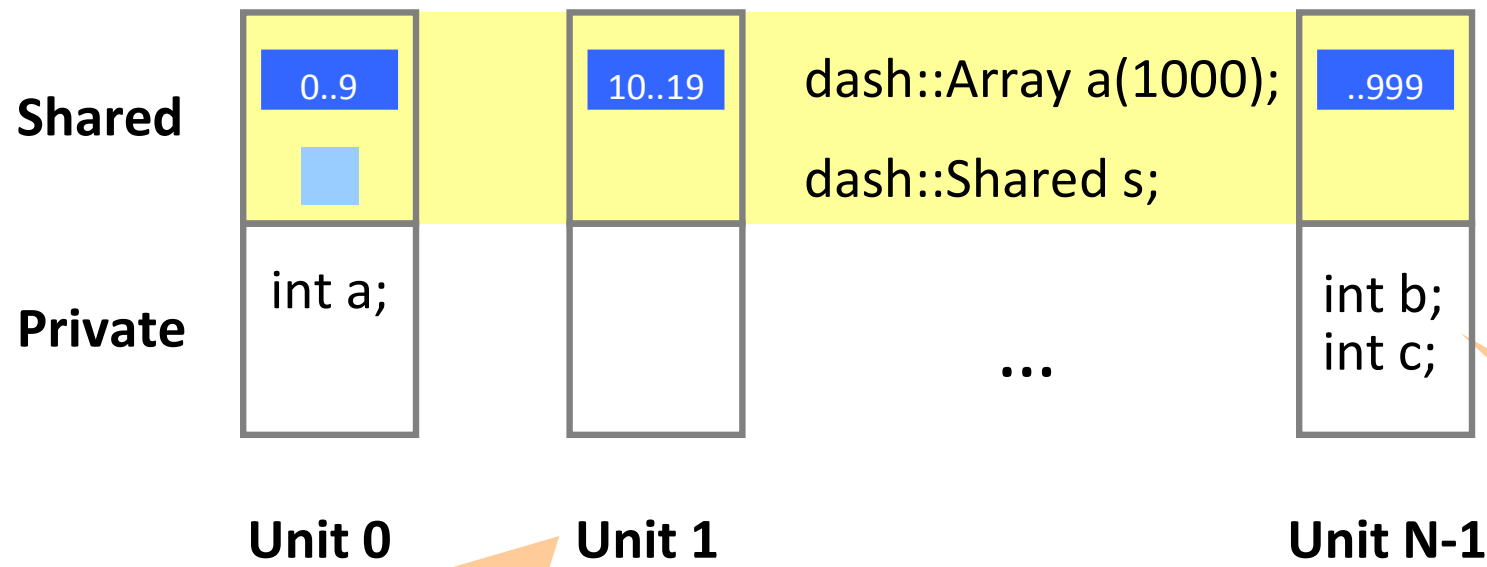 0..9
10..19
dash::Array a(1000);
..999
Shared
dash::Shared s;
int a;
int b;
Private
int c;
...
Unit 0
Unit 1
Unit N-1